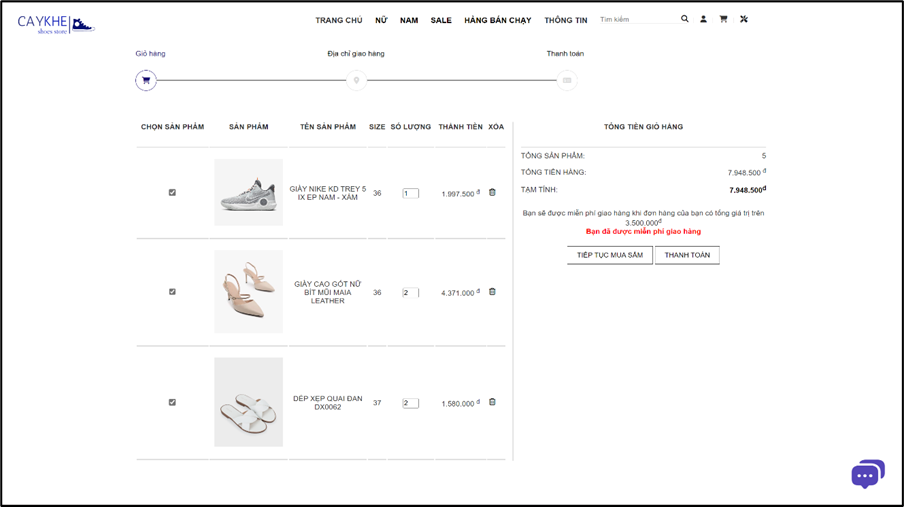 CAYKHE
shoes store
TRANG CHỦ NỮ NAM SALE HÀNG BÁN CHẠY THÔNG TIN Tìm kiếm
Giỏ hàng Địa chỉ giao hàng Thanh toán
CHỌN SẢN PHẨM SẢN PHẨM TÊN SẢN PHẨM SIZE SỐ LƯỢNG THÀNH TIỀN XÓA
GIÀY NIKE KD TREY 5
IX EP NAM - XÁM
36 1 1.997.500 đ
GIÀY CAO GÓT NỮ
BÍT MŨI MAIA
LEATHER
36 2 4.371.000 đ
DÉP XẸP QUAI ĐAN
DX0062
37 2 1.580.000 đ
TỔNG TIỀN GIỎ HÀNG
TỔNG SẢN PHẨM: 5
TỔNG TIỀN HÀNG: 7.948.500 đ
TẠM TÍNH: 7.948.500đ
Bạn sẽ được miễn phí giao hàng khi đơn hàng của bạn có tổng giá trị trên
3.500.000đ
Bạn đã được miễn phí giao hàng
TIẾP TỤC MUA SẮM THANH TOÁN